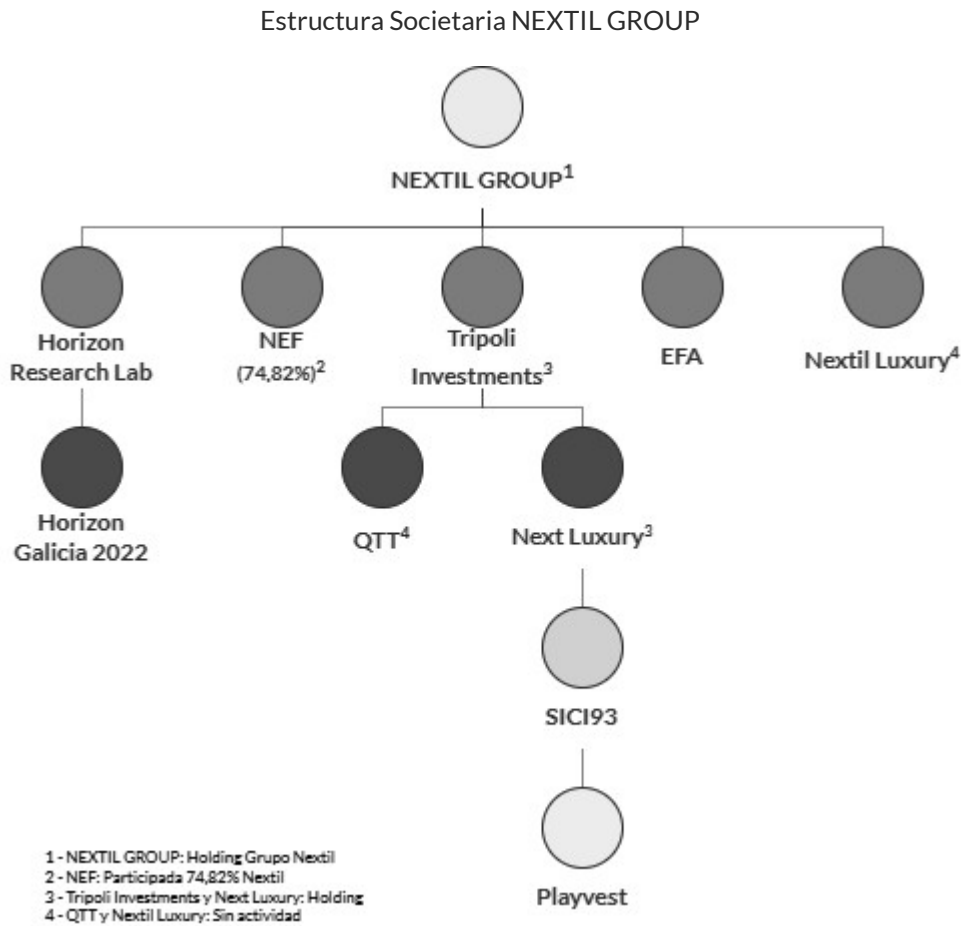 Estructura Societaria NEXTIL GROUP
NEXTIL GROUP¹
Horizon
Research Lab
NEF
(74,82%)²
Tripoli
Investments³
EFA
Nextil Luxury⁴
Horizon
Galicia 2022
QTT⁴
Next Luxury³
SICI93
Playvest
1 - NEXTIL GROUP: Holding Grupo Nextil
2 - NEF: Participada 74,82% Nextil
3 - Tripoli Investments y Next Luxury: Holding
4 - QTT y Nextil Luxury: Sin actividad